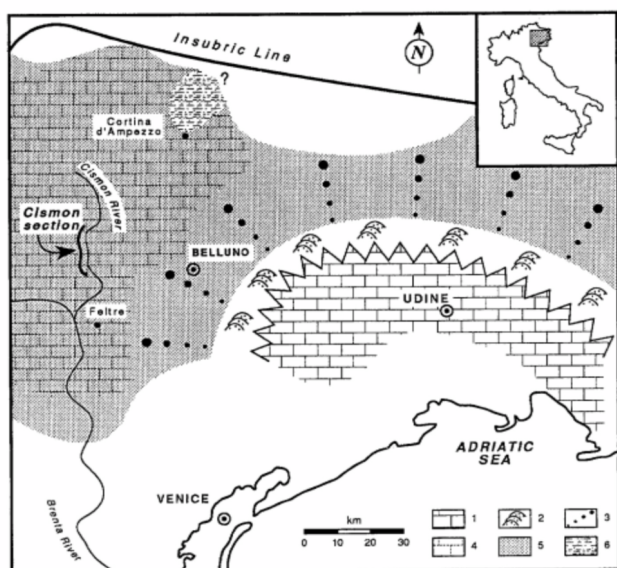 Insubric Line
N
?
Cortina
d'Ampezzo
Cismon River
Cismon
section
BELLUNO
UDINE
Feltre
ADRIATIC
SEA
VENICE
Brenta River
km
0 10 20 30
1
2
3
4
5
6